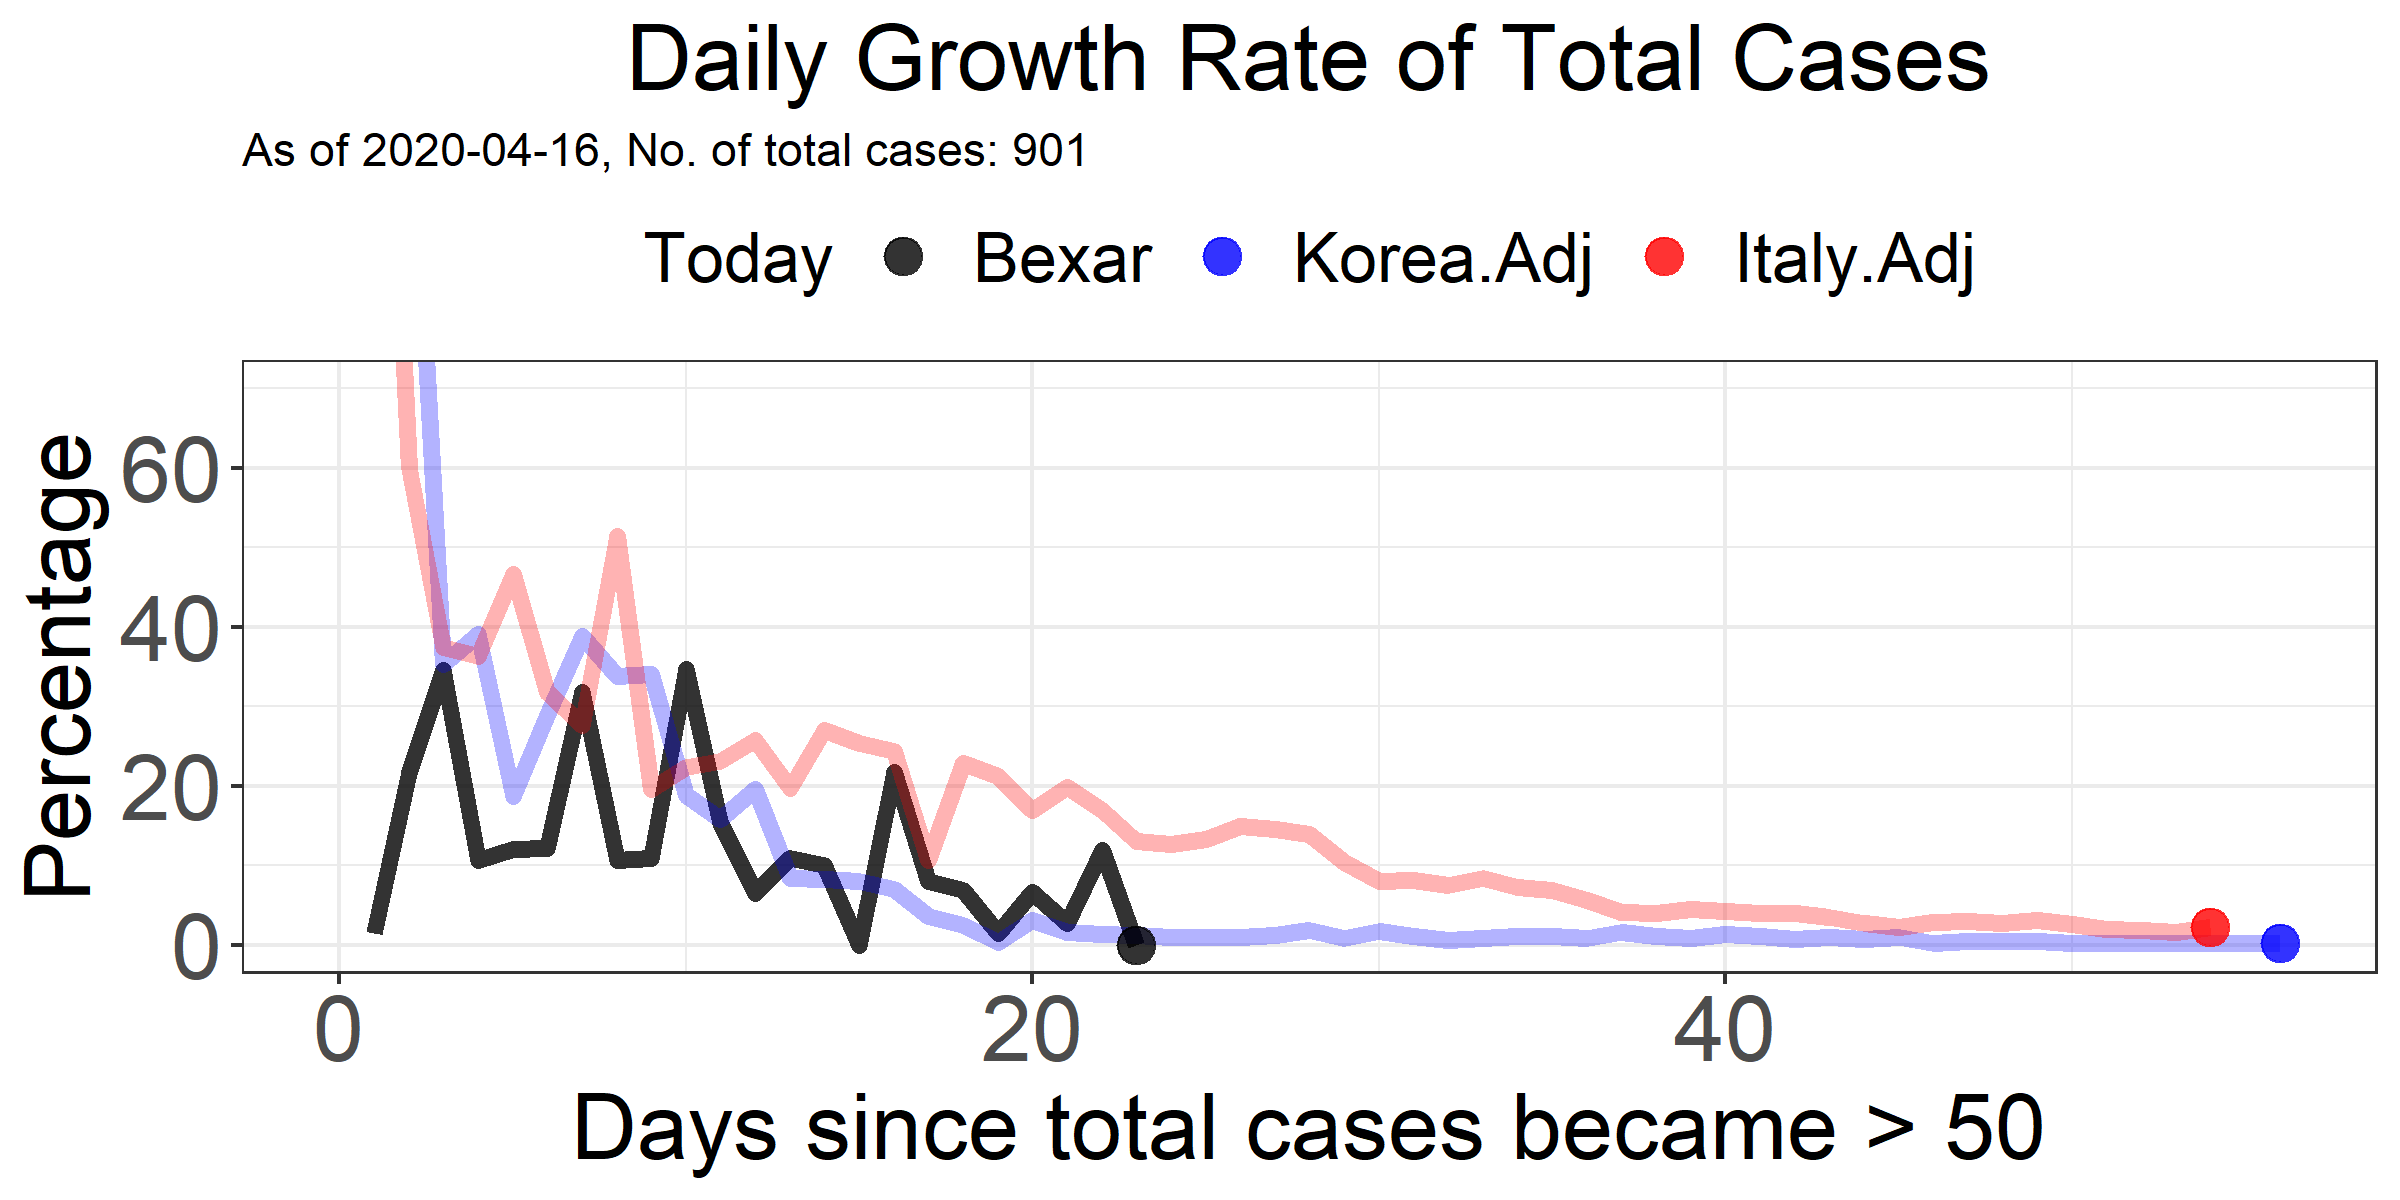 Daily Growth Rate of Total Cases
As of 2020-04-16, No. of total cases: 901
Today Bexar Korea.Adj Italy.Adj
Percentage
60
40
20
0
0 20 40
Days since total cases became > 50